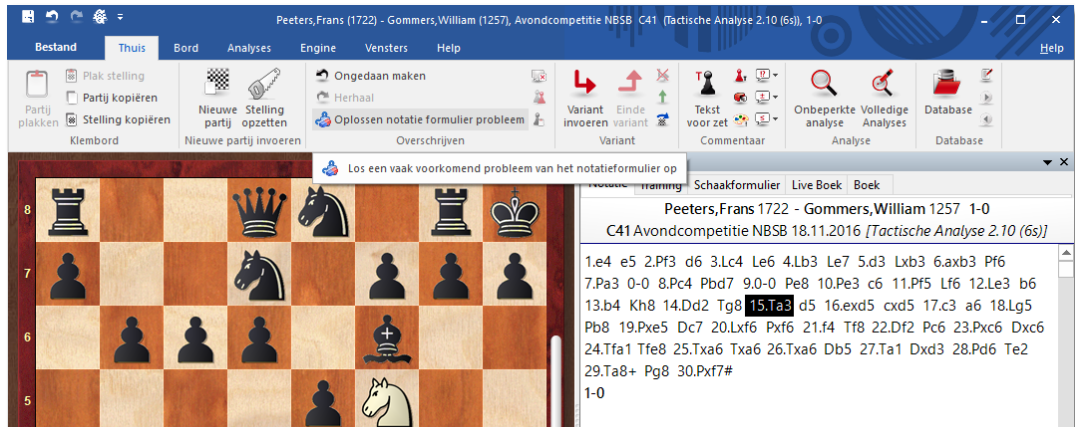 Peeters,Frans (1722) - Gommers,William (1257), Avondcompetitie NBSB C41 (Tactische Analyse 2.10 (6s)), 1-0
Bestand Thuis Bord Analyses Engine Vensters Help Help
Partij plakken
Plak stelling
Partij kopiëren
Stelling kopiëren
Klembord
Nieuwe partij
Stelling opzetten
Nieuwe partij invoeren
Ongedaan maken
Herhaal
Oplossen notatie formulier probleem
Overschrijven
Variant invoeren
Einde variant
Variant
Tekst voor zet
Commentaar
Onbeperkte analyse
Volledige Analyses
Analyse
Database
Database
Los een vaak voorkomend probleem van het notatieformulier op
Notatie Training Schaakformulier Live Boek Boek
Peeters,Frans 1722 - Gommers,William 1257 1-0
C41 Avondcompetitie NBSB 18.11.2016 [Tactische Analyse 2.10 (6s)]
1.e4 e5 2.Pf3 d6 3.Lc4 Le6 4.Lb3 Le7 5.d3 Lxb3 6.axb3 Pf6
7.Pa3 0-0 8.Pc4 Pbd7 9.0-0 Pe8 10.Pe3 c6 11.Pf5 Lf6 12.Le3 b6
13.b4 Kh8 14.Dd2 Tg8 15.Ta3 d5 16.exd5 cxd5 17.c3 a6 18.Lg5
Pb8 19.Pxe5 Dc7 20.Lxf6 Pxf6 21.f4 Tf8 22.Df2 Pc6 23.Pxc6 Dxc6
24.Tfa1 Tfe8 25.Txa6 Txa6 26.Txa6 Db5 27.Ta1 Dxd3 28.Pd6 Te2
29.Ta8+ Pg8 30.Pxf7#
1-0
8
7
6
5